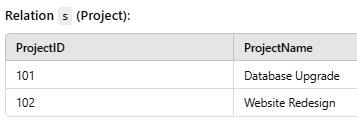 Relation s (Project):
ProjectID ProjectName
101 Database Upgrade
102 Website Redesign